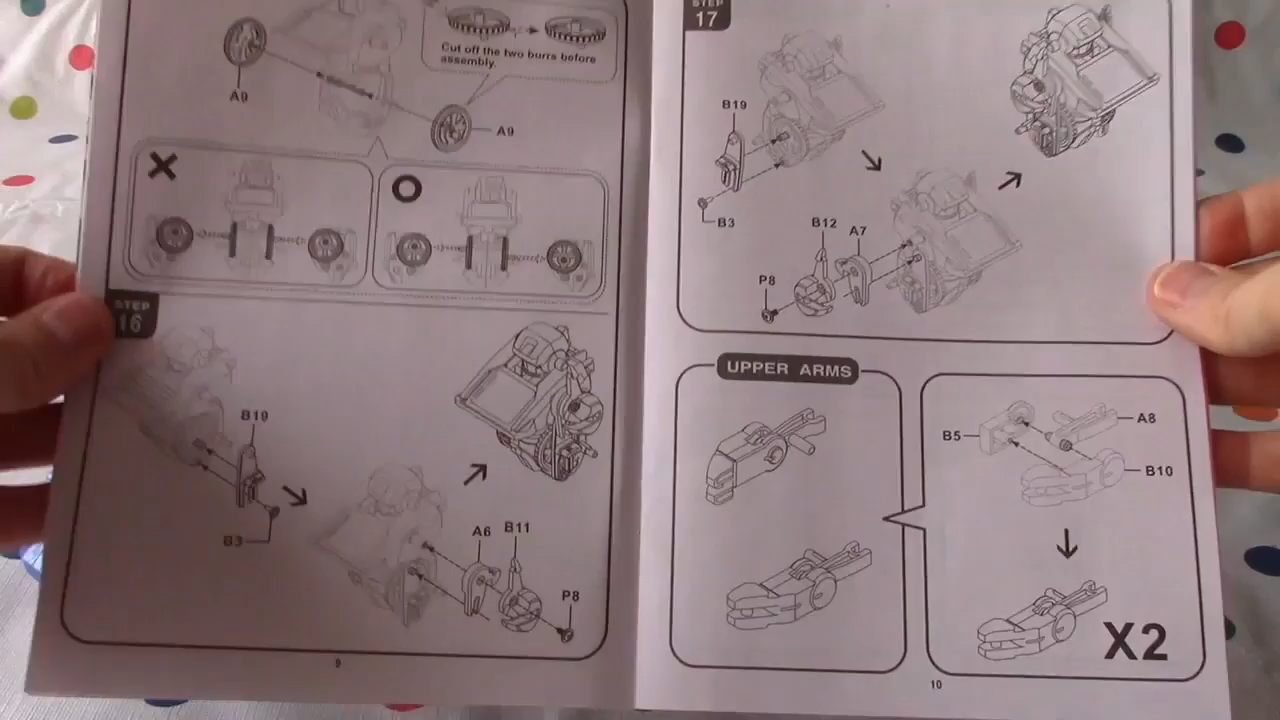 Cut off the two burrs before
assembly.
A9
A9
STEP
16
B19
B3
A6
B11
P8
9
STEP
17
B19
B3
B12
A7
P8
UPPER ARMS
B5
A8
B10
X2
10